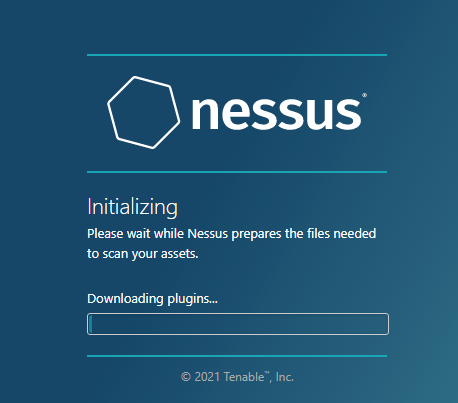 nessus®
Initializing
Please wait while Nessus prepares the files needed
to scan your assets.
Downloading plugins...
© 2021 Tenable™, Inc.